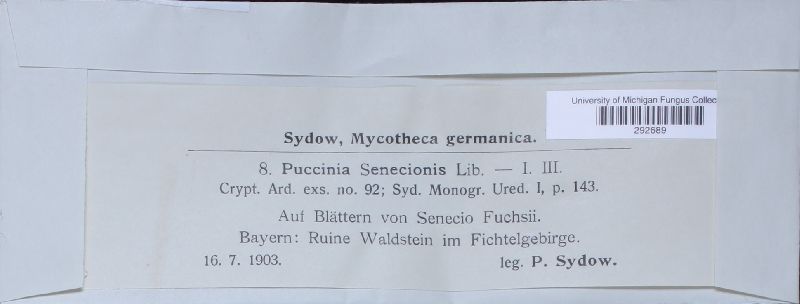 University of Michigan Fungus Collec
292689
Sydow, Mycotheca germanica.
8. Puccinia Senecionis Lib. — I. III.
Crypt. Ard. exs. no. 92; Syd. Monogr. Ured. I, p. 143.
Auf Blättern von Senecio Fuchsii.
Bayern: Ruine Waldstein im Fichtelgebirge.
16. 7. 1903. leg. P. Sydow.